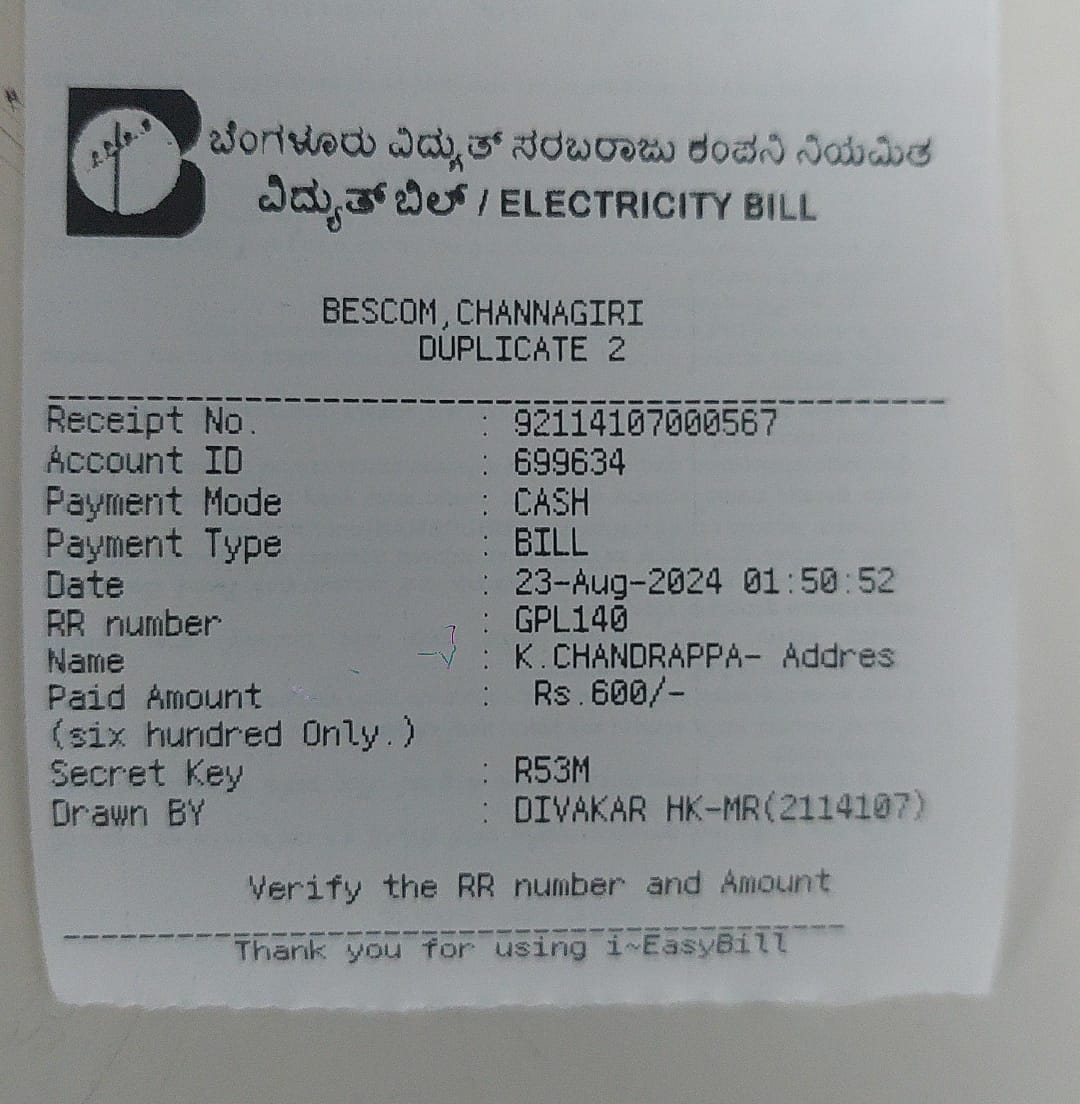 ಬೆಂಗಳೂರು ವಿದ್ಯುತ್ ಸರಬರಾಜು ಕಂಪನಿ ನಿಯಮಿತ
ವಿದ್ಯುತ್ ಬಿಲ್ / ELECTRICITY BILL
BESCOM,CHANNAGIRI
DUPLICATE 2
Receipt No. : 92114107000567
Account ID : 699634
Payment Mode : CASH
Payment Type : BILL
Date : 23-Aug-2024 01:50:52
RR number : GPL140
Name : K.CHANDRAPPA- Addres
Paid Amount : Rs.600/-
(six hundred Only.)
Secret Key : R53M
Drawn BY : DIVAKAR HK-MR(2114107)
Verify the RR number and Amount
Thank you for using i~EasyBill